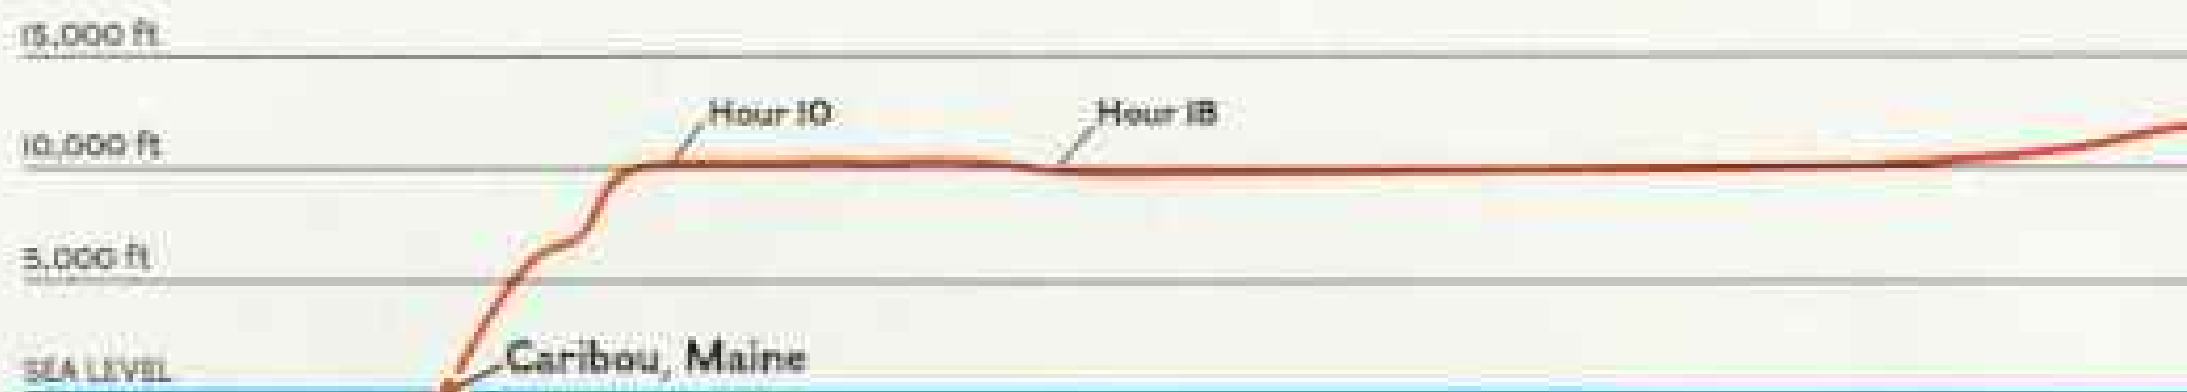 15,000 ft
Hour 10
Hour 18
10,000 ft
5,000 ft
Caribou, Maine
SEA LEVEL